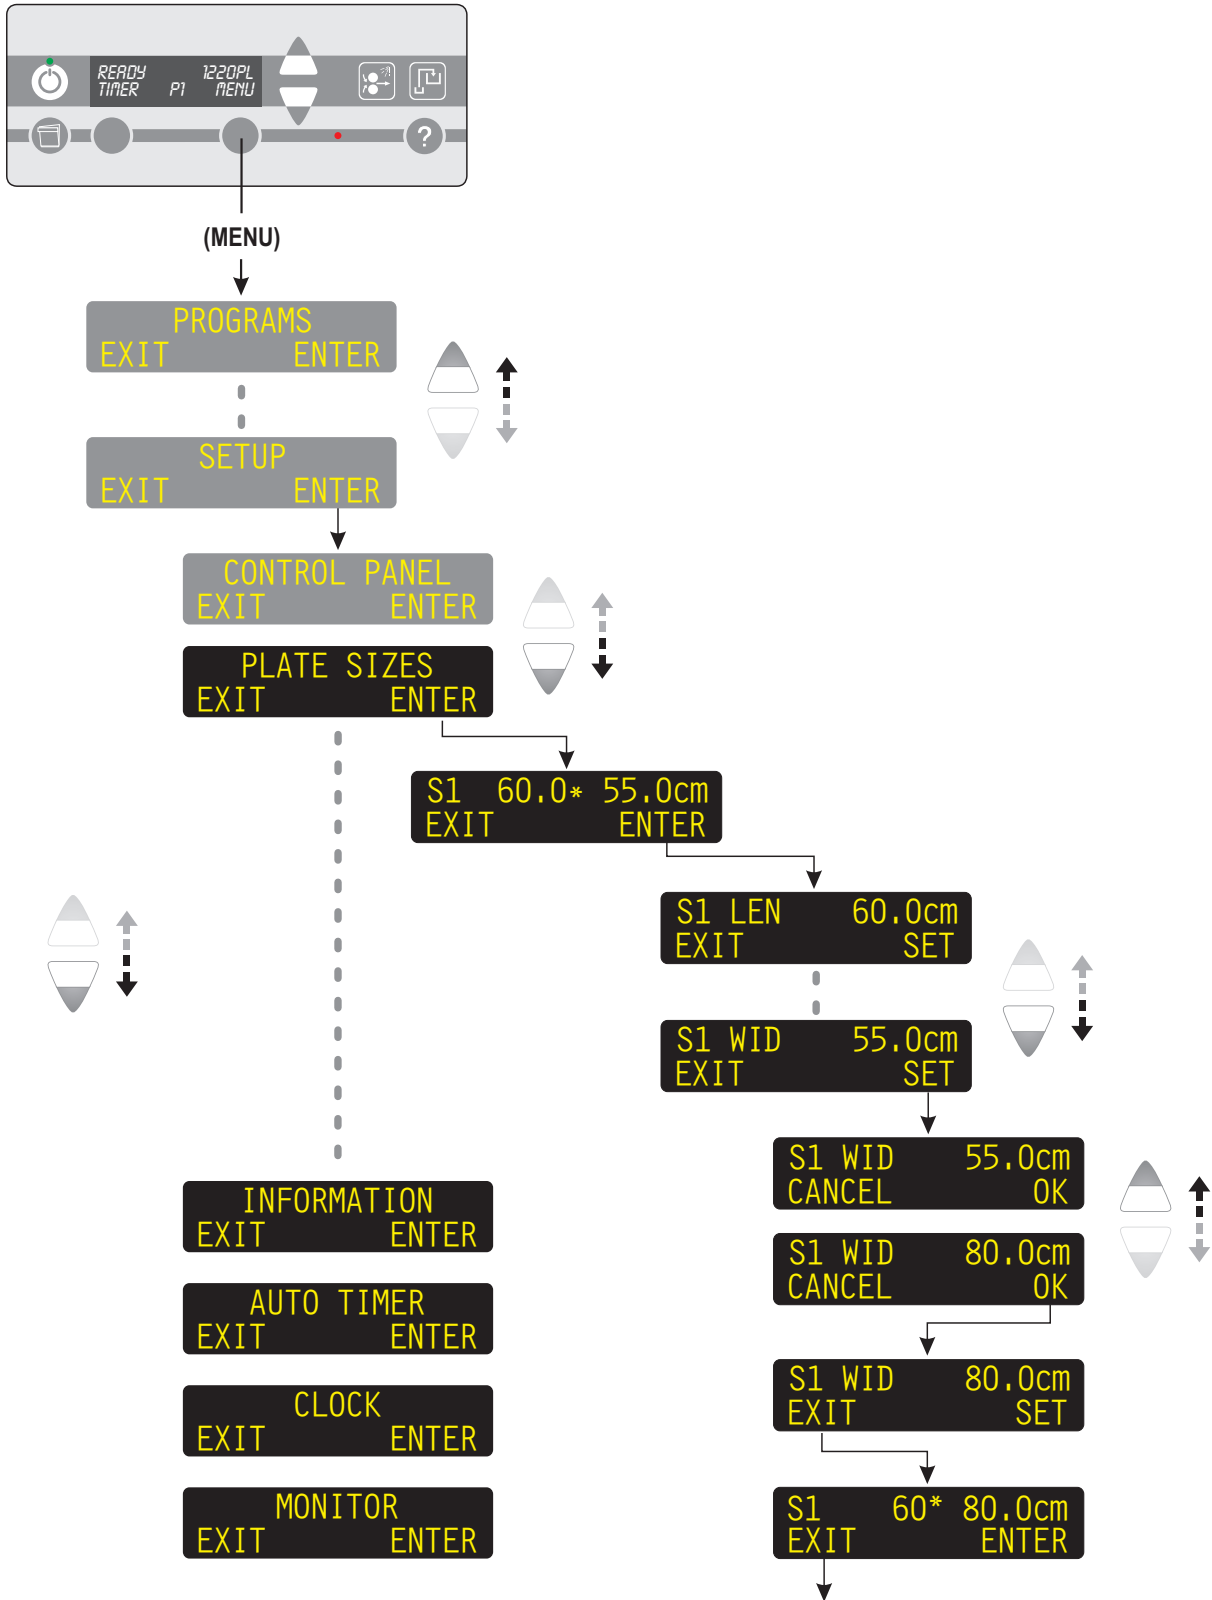 READY 1220PL
TIMER P1 MENU
?
(MENU)
PROGRAMS
EXIT ENTER
SETUP
EXIT ENTER
CONTROL PANEL
EXIT ENTER
PLATE SIZES
EXIT ENTER
S1 60.0* 55.0cm
EXIT ENTER
S1 LEN 60.0cm
EXIT SET
S1 WID 55.0cm
EXIT SET
S1 WID 55.0cm
CANCEL OK
S1 WID 80.0cm
CANCEL OK
S1 WID 80.0cm
EXIT SET
S1 60* 80.0cm
EXIT ENTER
INFORMATION
EXIT ENTER
AUTO TIMER
EXIT ENTER
CLOCK
EXIT ENTER
MONITOR
EXIT ENTER